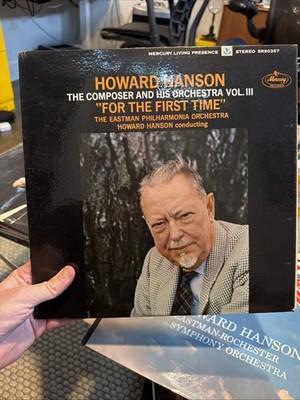 MERCURY LIVING PRESENCE STEREO SR90357
HOWARD HANSON
THE COMPOSER AND HIS ORCHESTRA VOL. III
"FOR THE FIRST TIME"
THE EASTMAN PHILHARMONIA ORCHESTRA
HOWARD HANSON conducting
Mercury
WARD HANSON
EASTMAN-ROCHESTER
SYMPHONY ORCHESTRA